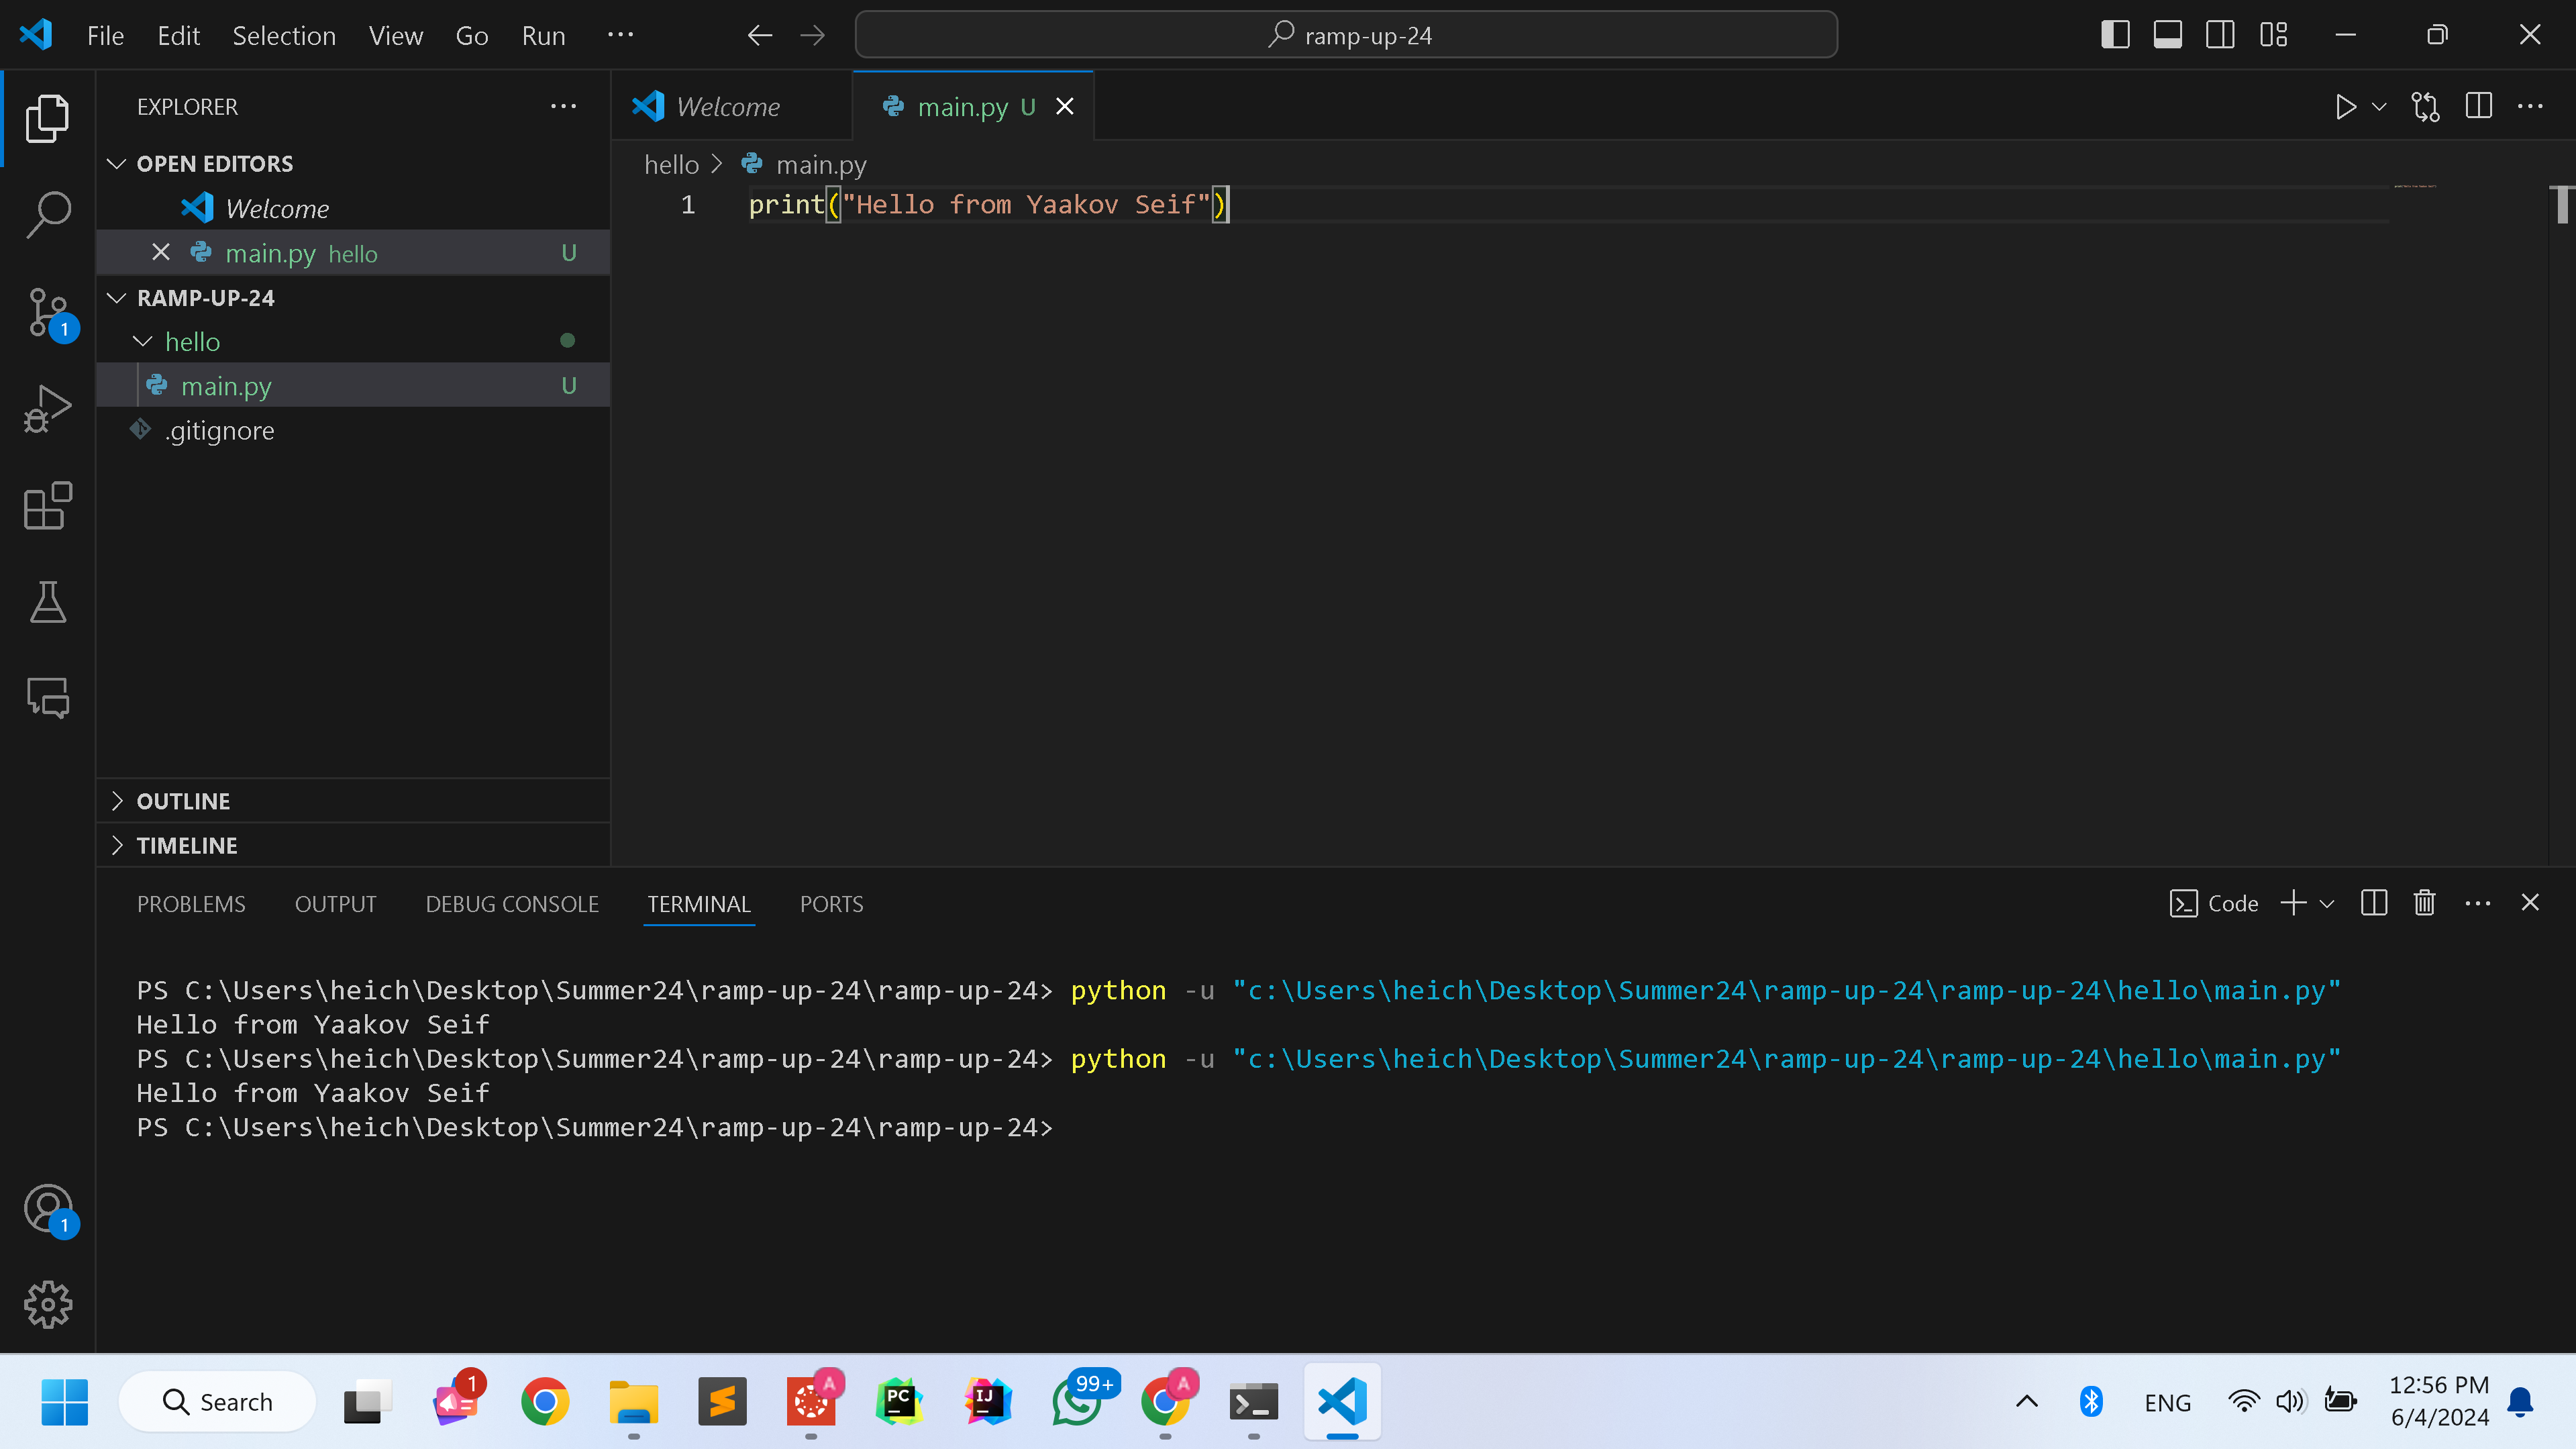 File Edit Selection View Go Run ···
ramp-up-24
EXPLORER ···
Welcome
main.py U
OPEN EDITORS
Welcome
main.py hello U
RAMP-UP-24
hello
main.py U
.gitignore
hello > main.py
1 print("Hello from Yaakov Seif")
1
OUTLINE
TIMELINE
PROBLEMS OUTPUT DEBUG CONSOLE TERMINAL PORTS
Code
PS C:\Users\heich\Desktop\Summer24\ramp-up-24\ramp-up-24> python -u "c:\Users\heich\Desktop\Summer24\ramp-up-24\ramp-up-24\hello\main.py"
Hello from Yaakov Seif
PS C:\Users\heich\Desktop\Summer24\ramp-up-24\ramp-up-24> python -u "c:\Users\heich\Desktop\Summer24\ramp-up-24\ramp-up-24\hello\main.py"
Hello from Yaakov Seif
PS C:\Users\heich\Desktop\Summer24\ramp-up-24\ramp-up-24>
1
Search
1
A
PC
IJ
99+
A
ENG
12:56 PM
6/4/2024